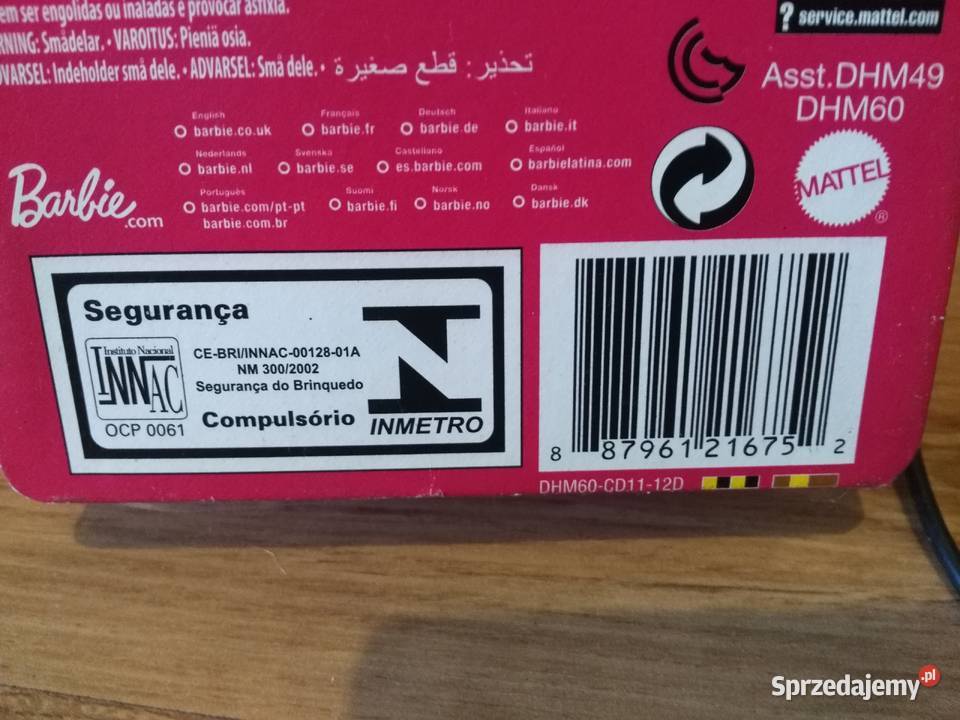 em ser engolidas ou inaladas e provocar asfixia.
RNING: Smådelar. • VAROITUS: Pieniä osia.
DVARSEL: Indeholder små dele. • ADVARSEL: Små dele. • تحذير: قطع صغيرة
? service.mattel.com
Asst.DHM49
DHM60
English Français Deutsch Italiano
barbie.co.uk barbie.fr barbie.de barbie.it
Nederlands Svenska Castellano Español
barbie.nl barbie.se es.barbie.com barbielatina.com
Português Suomi Norsk Dansk
barbie.com/pt-pt barbie.fi barbie.no barbie.dk
barbie.com.br
Barbie.com
MATTEL®
Segurança
Instituto Nacional
INNAC
OCP 0061
CE-BRI/INNAC-00128-01A
NM 300/2002
Segurança do Brinquedo
Compulsório
INMETRO
8 87961 21675 2
DHM60-CD11-12D
Sprzedajemy.pl